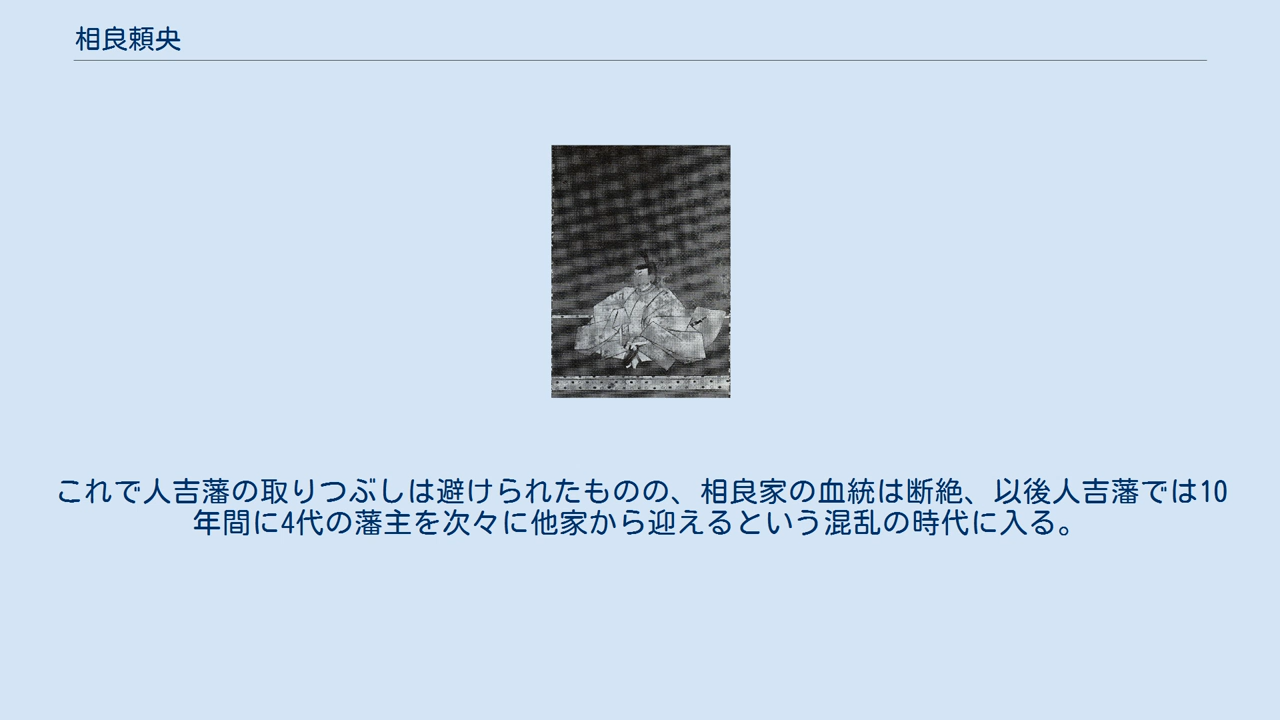 相良頼央
これで人吉藩の取りつぶしは避けられたものの、相良家の血統は断絶、以後人吉藩では10
年間に4代の藩主を次々に他家から迎えるという混乱の時代に入る。